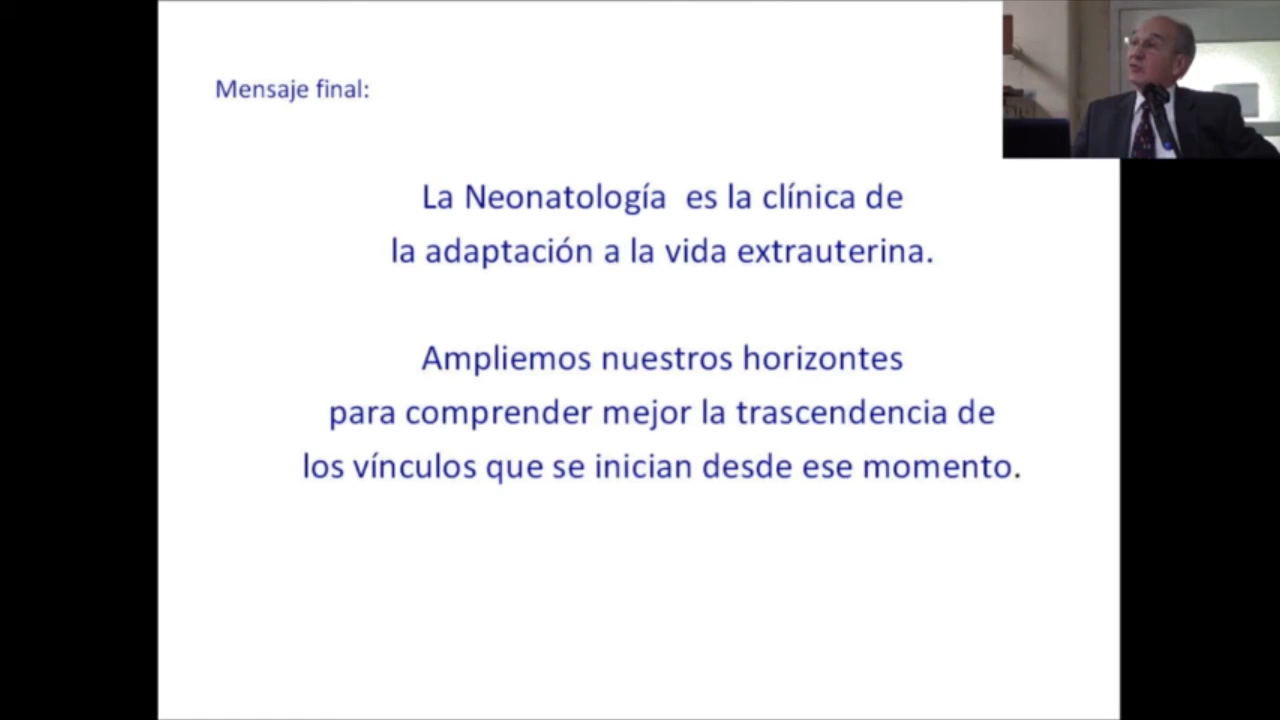 Mensaje final:
La Neonatología es la clínica de
la adaptación a la vida extrauterina.
Ampliemos nuestros horizontes
para comprender mejor la trascendencia de
los vínculos que se inician desde ese momento.